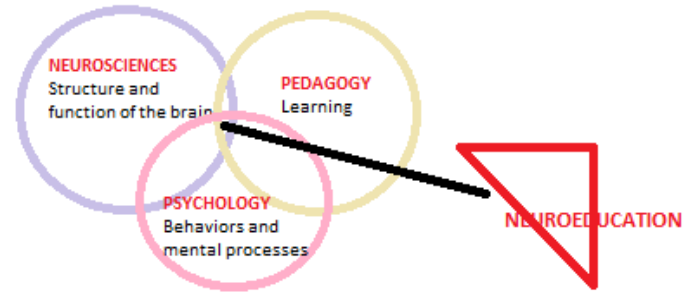 NEUROSCIENCES
Structure and
function of the brain
PEDAGOGY
Learning
PSYCHOLOGY
Behaviors and
mental processes
NEUROEDUCATION